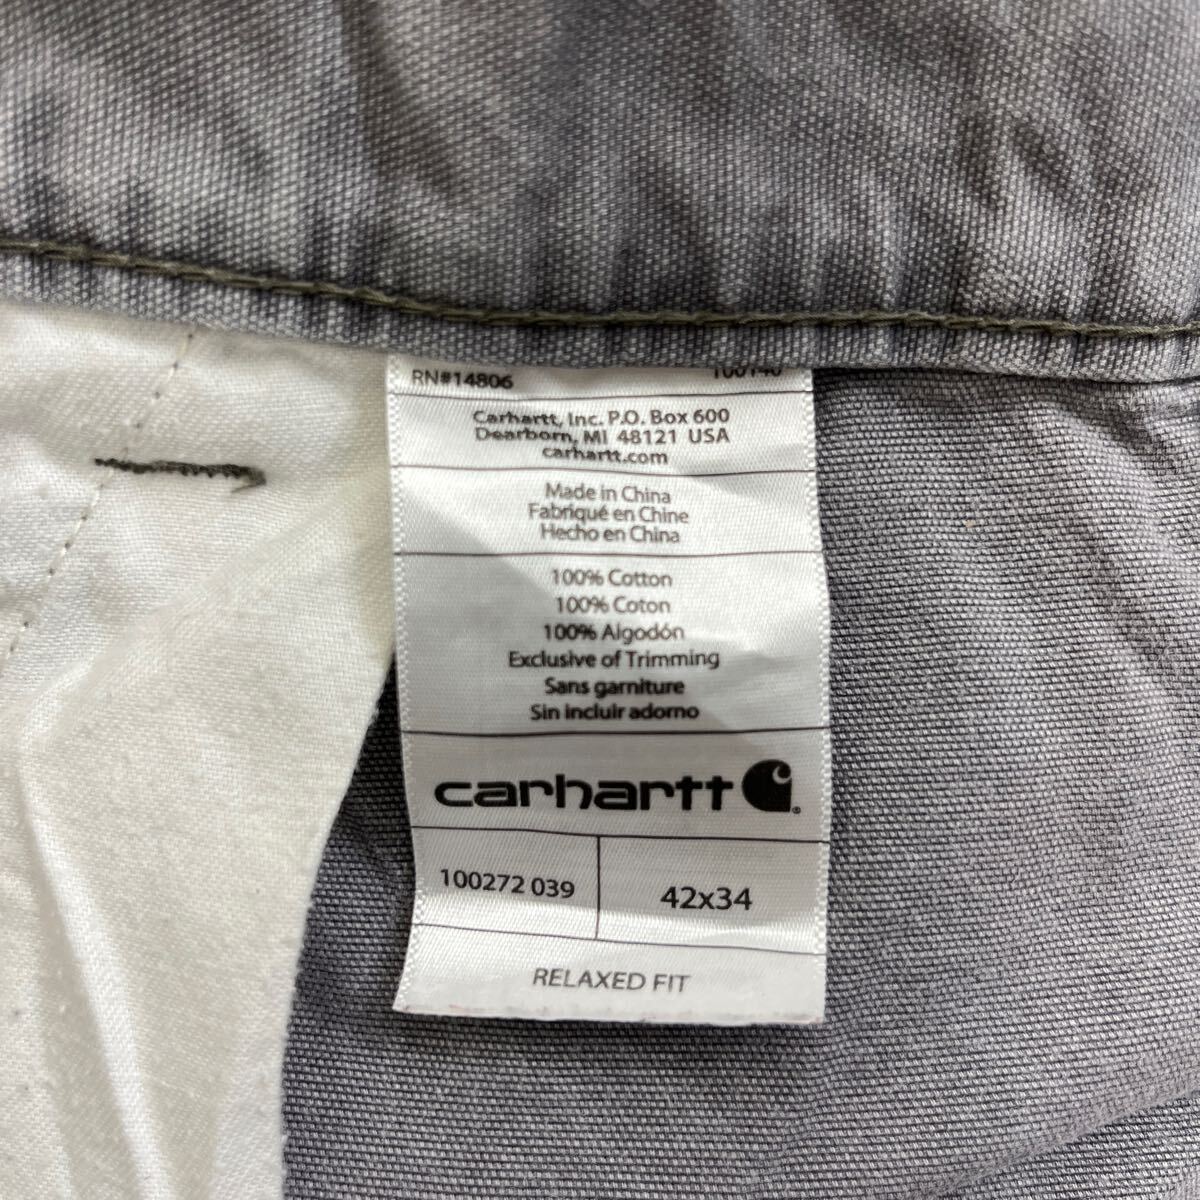 RN#14806 100140
Carhartt, Inc. P.O. Box 600
Dearborn, MI 48121 USA
carhartt.com
Made in China
Fabriqué en Chine
Hecho en China
100% Cotton
100% Coton
100% Algodón
Exclusive of Trimming
Sans garniture
Sin incluir adorno
carhartt
100272 039
42x34
RELAXED FIT